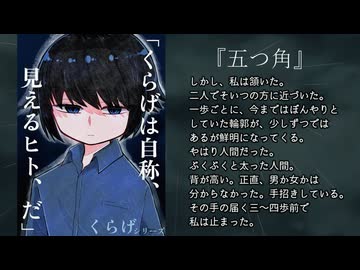 「くらげは自称、
見えるヒト、だ」
くらげシリーズ
『五つ角』
しかし、私は頷いた。
二人でそいつの方に近づいた。
一歩ごとに、今まではぼんやりと
していた輪郭が、少しずつでは
あるが鮮明になってくる。
やはり人間だった。
ぶくぶくと太った人間。
背が高い。正直、男か女かは
分からなかった。手招きしている。
その手の届く三〜四歩前で
私は止まった。